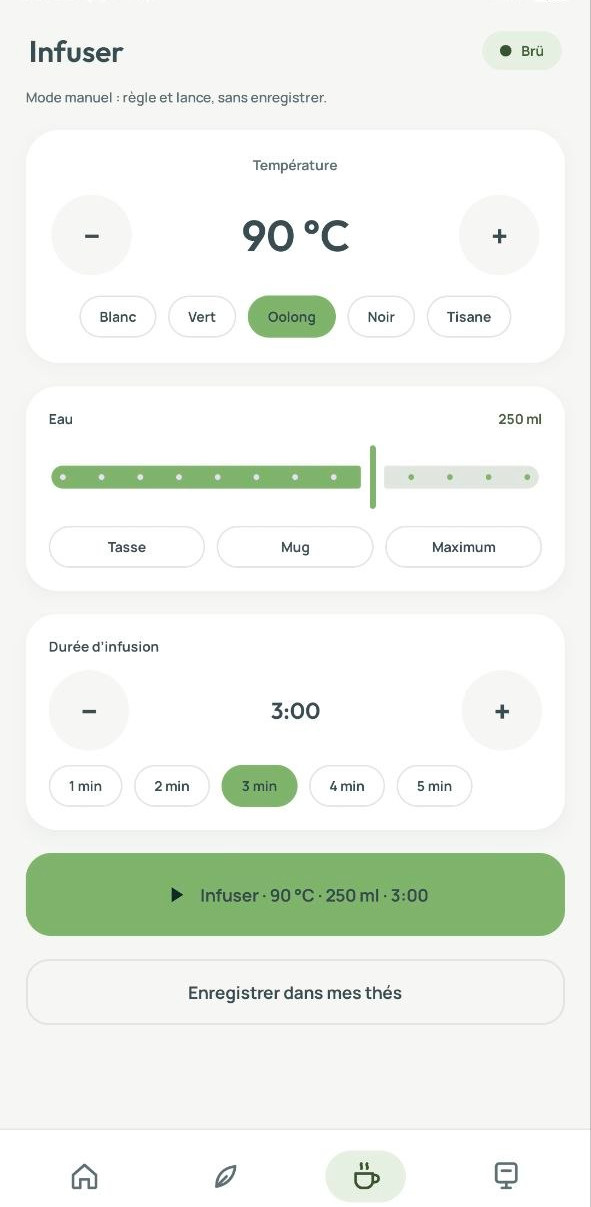 Infuser
Brü
Mode manuel : règle et lance, sans enregistrer.
Température
− 90 °C +
Blanc Vert Oolong Noir Tisane
Eau 250 ml
Tasse Mug Maximum
Durée d'infusion
− 3:00 +
1 min 2 min 3 min 4 min 5 min
Infuser · 90 °C · 250 ml · 3:00
Enregistrer dans mes thés